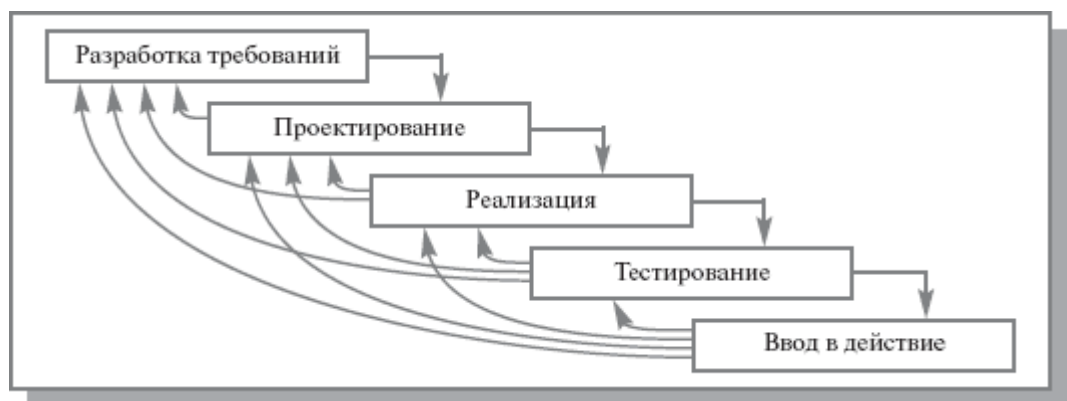 Разработка требований
Проектирование
Реализация
Тестирование
Ввод в действие